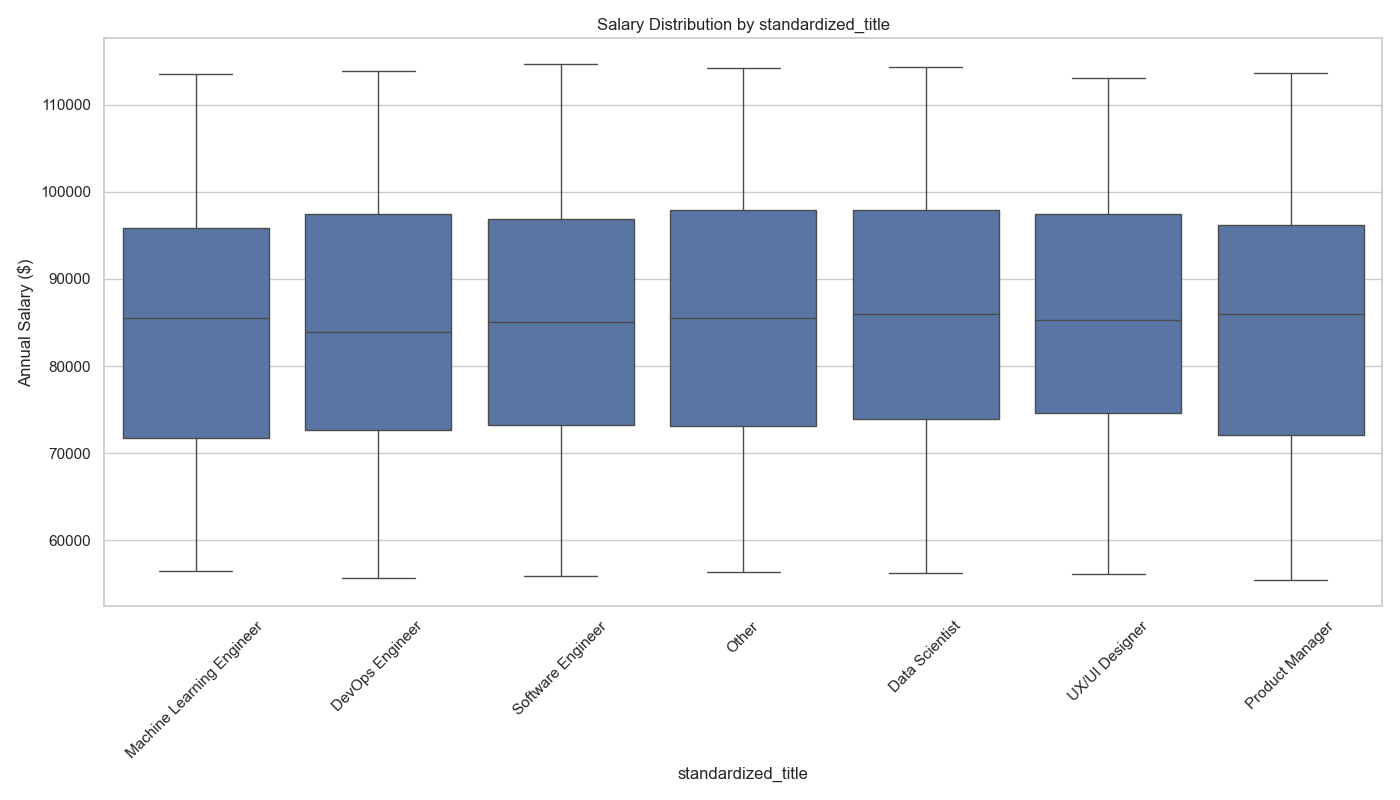 Salary Distribution by standardized_title
Annual Salary ($)
110000
100000
90000
80000
70000
60000
Machine Learning Engineer
DevOps Engineer
Software Engineer
Other
Data Scientist
UX/UI Designer
Product Manager
standardized_title